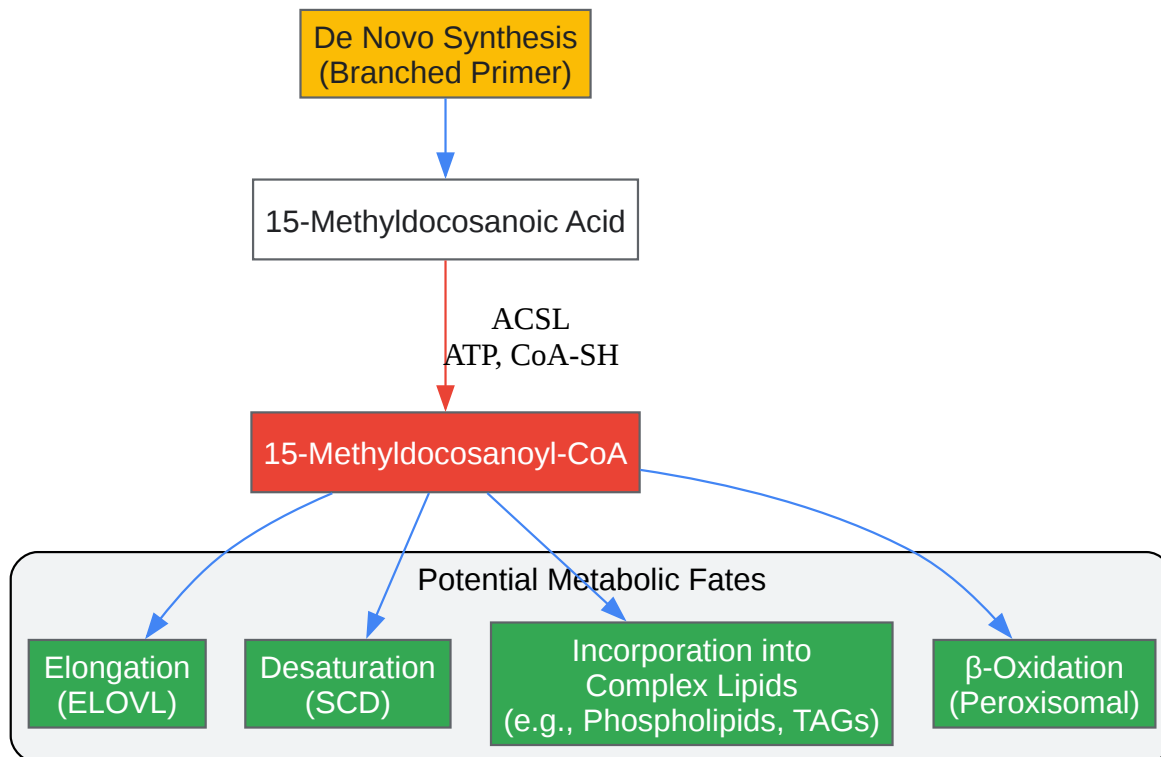 De Novo Synthesis
(Branched Primer)
15-Methyldocosanoic Acid
ACSL
ATP, CoA-SH
15-Methyldocosanoyl-CoA
Potential Metabolic Fates
Elongation
(ELOVL)
Desaturation
(SCD)
Incorporation into
Complex Lipids
(e.g., Phospholipids, TAGs)
β-Oxidation
(Peroxisomal)